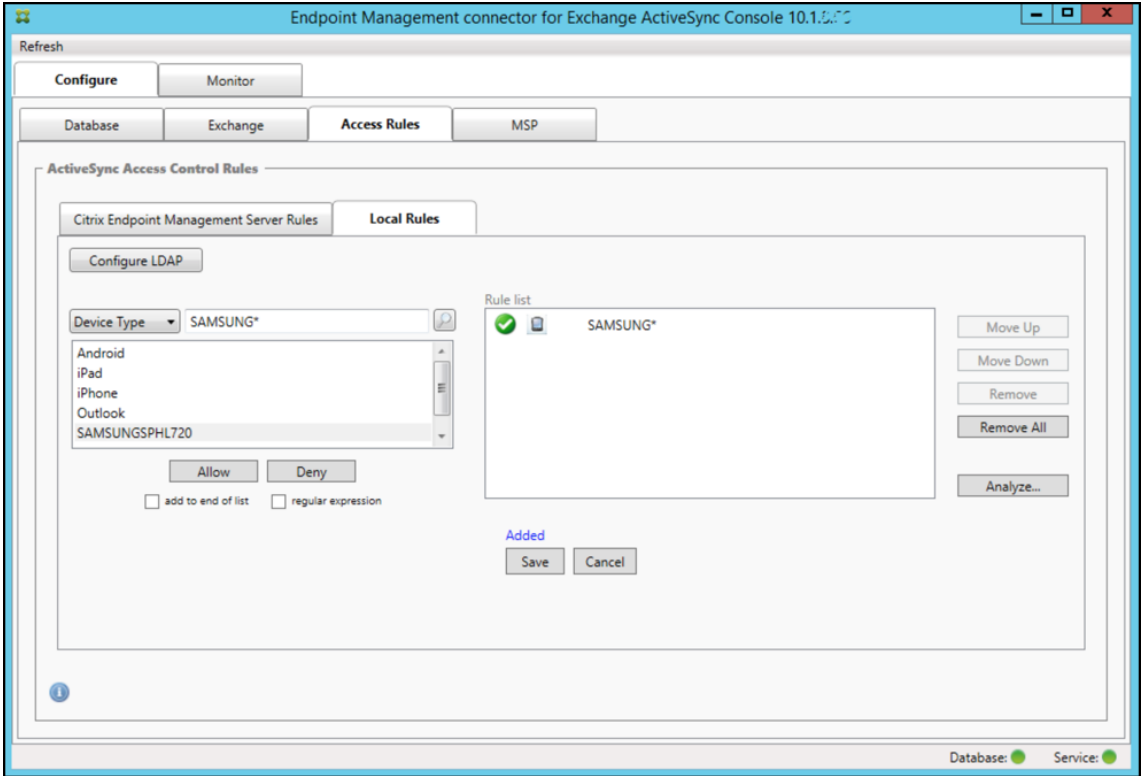 Endpoint Management connector for Exchange ActiveSync Console
Refresh
Configure Monitor
Database Exchange Access Rules MSP
ActiveSync Access Control Rules
Citrix Endpoint Management Server Rules Local Rules
Configure LDAP
Rule list
Device Type SAMSUNG* SAMSUNG* Move Up
Android
iPad Move Down
iPhone Remove
Outlook
SAMSUNGSPHL720 Remove All
Allow Deny
Analyze...
add to end of list regular expression
Added
Save Cancel
Database: Service: